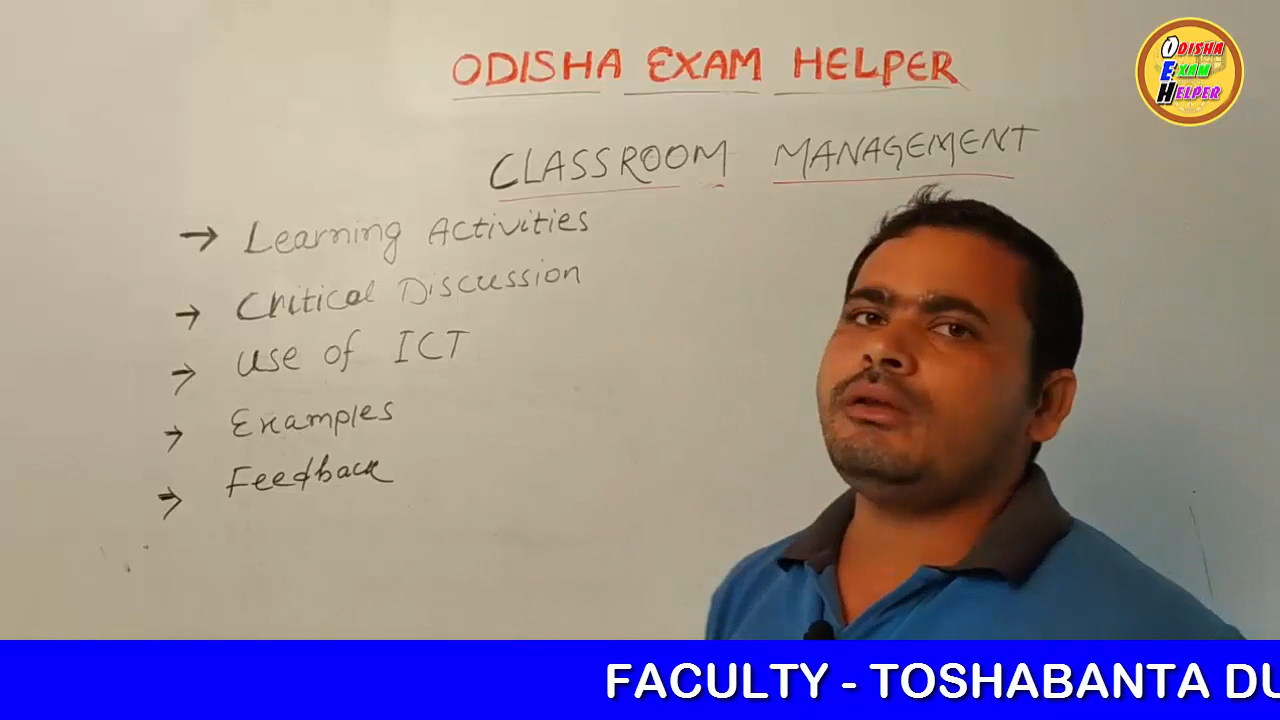 ODISHA EXAM HELPER
ODISHA
EXAM
HELPER
CLASSROOM MANAGEMENT
→ Learning Activities
→ Critical Discussion
→ Use of ICT
→ Examples
→ Feedback
FACULTY - TOSHABANTA DU